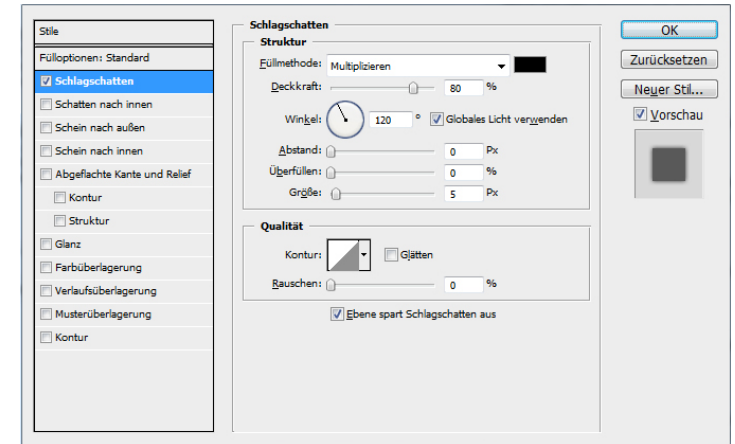 Stile
Fülloptionen: Standard
Schlagschatten
Schatten nach innen
Schein nach außen
Schein nach innen
Abgeflachte Kante und Relief
Kontur
Struktur
Glanz
Farbüberlagerung
Verlaufsüberlagerung
Musterüberlagerung
Kontur
Schlagschatten
Struktur
Füllmethode: Multiplizieren
Deckkraft: 80 %
Winkel: 120 ° Globales Licht verwenden
Abstand: 0 Px
Überfüllen: 0 %
Größe: 5 Px
Qualität
Kontur: Glätten
Rauschen: 0 %
Ebene spart Schlagschatten aus
OK
Zurücksetzen
Neuer Stil...
Vorschau